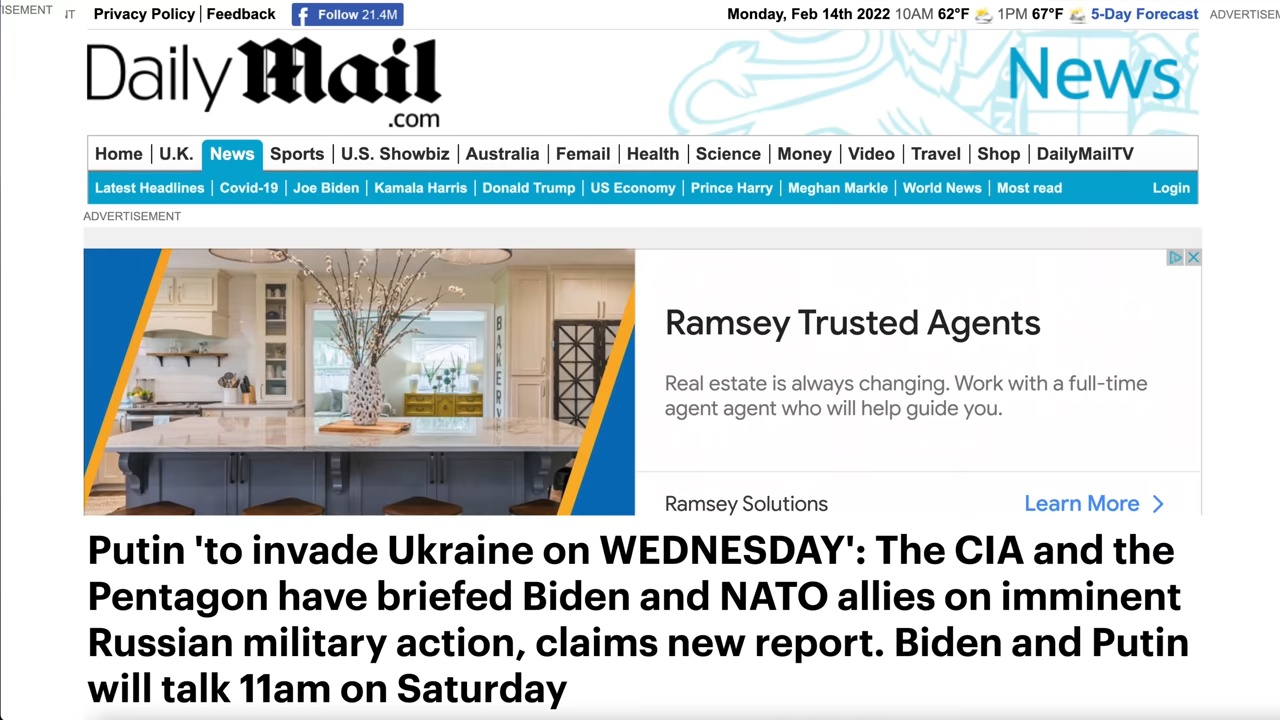 ISEMENT
NT
Privacy Policy | Feedback
Follow 21.4M
Monday, Feb 14th 2022 10AM 62°F 1PM 67°F 5-Day Forecast
ADVERTISEM
Daily Mail
.com
News
Home | U.K. News Sports | U.S. Showbiz | Australia | Femail | Health | Science | Money | Video | Travel | Shop | DailyMailTV
Latest Headlines | Covid-19 | Joe Biden | Kamala Harris | Donald Trump | US Economy | Prince Harry | Meghan Markle | World News | Most read Login
ADVERTISEMENT
BAKERY
Ramsey Trusted Agents
Real estate is always changing. Work with a full-time
agent agent who will help guide you.
Ramsey Solutions
Learn More
Putin 'to invade Ukraine on WEDNESDAY': The CIA and the
Pentagon have briefed Biden and NATO allies on imminent
Russian military action, claims new report. Biden and Putin
will talk 11am on Saturday